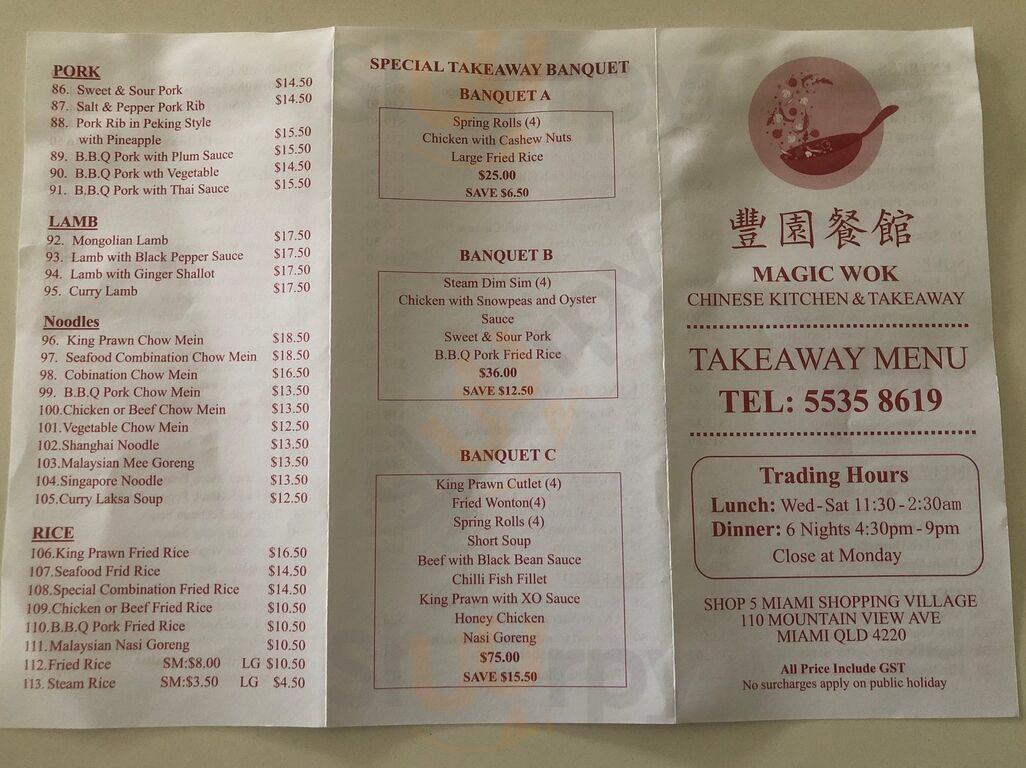 PORK
86. Sweet & Sour Pork $14.50
87. Salt & Pepper Pork Rib $14.50
88. Pork Rib in Peking Style
with Pineapple $15.50
89. B.B.Q Pork with Plum Sauce $15.50
90. B.B.Q Pork wth Vegetable $14.50
91. B.B.Q Pork with Thai Sauce $15.50
LAMB
92. Mongolian Lamb $17.50
93. Lamb with Black Pepper Sauce $17.50
94. Lamb with Ginger Shallot $17.50
95. Curry Lamb $17.50
Noodles
96. King Prawn Chow Mein $18.50
97. Seafood Combination Chow Mein $18.50
98. Cobination Chow Mein $16.50
99. B.B.Q Pork Chow Mein $13.50
100.Chicken or Beef Chow Mein $13.50
101.Vegetable Chow Mein $12.50
102.Shanghai Noodle $13.50
103.Malaysian Mee Goreng $13.50
104.Singapore Noodle $13.50
105.Curry Laksa Soup $12.50
RICE
106.King Prawn Fried Rice $16.50
107.Seafood Frid Rice $14.50
108.Special Combination Fried Rice $14.50
109.Chicken or Beef Fried Rice $10.50
110.B.B.Q Pork Fried Rice $10.50
111.Malaysian Nasi Goreng $10.50
112.Fried Rice SM:$8.00 LG $10.50
113.Steam Rice SM:$3.50 LG $4.50
SPECIAL TAKEAWAY BANQUET
BANQUET A
Spring Rolls (4)
Chicken with Cashew Nuts
Large Fried Rice
$25.00
SAVE $6.50
BANQUET B
Steam Dim Sim (4)
Chicken with Snowpeas and Oyster
Sauce
Sweet & Sour Pork
B.B.Q Pork Fried Rice
$36.00
SAVE $12.50
BANQUET C
King Prawn Cutlet (4)
Fried Wonton(4)
Spring Rolls (4)
Short Soup
Beef with Black Bean Sauce
Chilli Fish Fillet
King Prawn with XO Sauce
Honey Chicken
Nasi Goreng
$75.00
SAVE $15.50
豐園餐館
MAGIC WOK
CHINESE KITCHEN & TAKEAWAY
TAKEAWAY MENU
TEL: 5535 8619
Trading Hours
Lunch: Wed-Sat 11:30-2:30am
Dinner: 6 Nights 4:30pm-9pm
Close at Monday
SHOP 5 MIAMI SHOPPING VILLAGE
110 MOUNTAIN VIEW AVE
MIAMI QLD 4220
All Price Include GST
No surcharges apply on public holiday